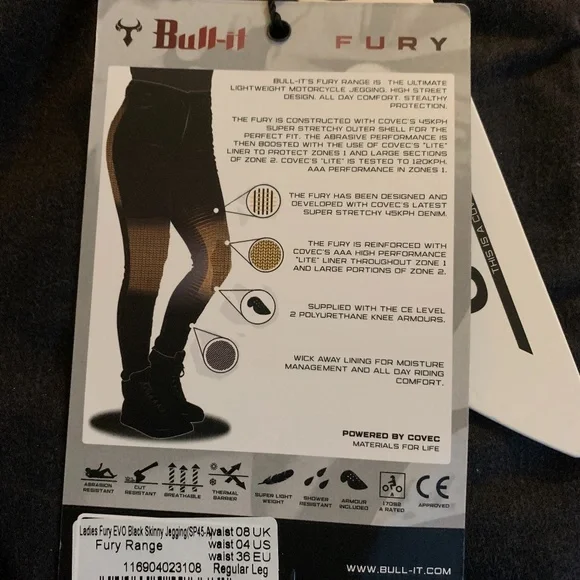 Bull-it
FURY
BULL-IT'S FURY RANGE IS THE ULTIMATE
LIGHTWEIGHT MOTORCYCLE JEGGING. HIGH STREET
DESIGN. ALL DAY COMFORT. STEALTHY
PROTECTION.
THE FURY IS CONSTRUCTED WITH COVEC'S 45KPH
SUPER STRETCHY OUTER SHELL FOR THE
PERFECT FIT. THE ABRASIVE PERFORMANCE IS
THEN BOOSTED WITH THE USE OF COVEC'S "LITE"
LINER TO PROTECT ZONES 1 AND LARGE SECTIONS
OF ZONE 2. COVEC'S "LITE" IS TESTED TO 120KPH.
AAA PERFORMANCE IN ZONES 1.
THE FURY HAS BEEN DESIGNED AND
DEVELOPED WITH COVEC'S LATEST
SUPER STRETCHY 45KPH DENIM.
THE FURY IS REINFORCED WITH
COVEC'S AAA HIGH PERFORMANCE
"LITE" LINER THROUGHOUT ZONE 1
AND LARGE PORTIONS OF ZONE 2.
SUPPLIED WITH THE CE LEVEL
2 POLYURETHANE KNEE ARMOURS.
WICK AWAY LINING FOR MOISTURE
MANAGEMENT AND ALL DAY RIDING
COMFORT.
POWERED BY COVEC
MATERIALS FOR LIFE
ABRASION
RESISTANT
CUT
RESISTANT
BREATHABLE
THERMAL
BARRIER
SUPER LIGHT
WEIGHT
SHOWER
RESISTANT
ARMOUR
INCLUDED
17092
A RATED
CE
APPROVED
Ladies Fury EVO Black Skinny Jegging/SP45-A
Fury Range
116904023108
waist 08 UK
waist 04 US
waist 36 EU
Regular Leg
WWW.BULL-IT.COM
THIS IS A